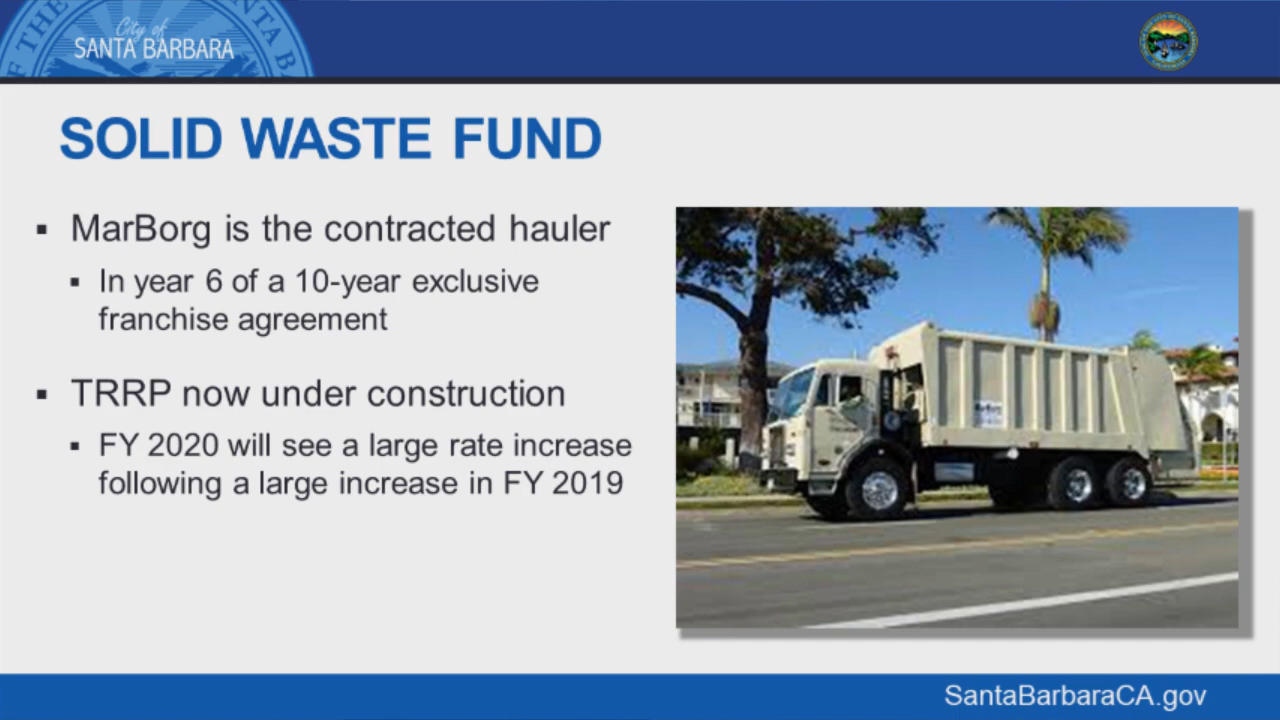 City of
SANTA BARBARA
SOLID WASTE FUND
▪ MarBorg is the contracted hauler
▪ In year 6 of a 10-year exclusive
franchise agreement
▪ TRRP now under construction
▪ FY 2020 will see a large rate increase
following a large increase in FY 2019
MarBorg
SantaBarbaraCA.gov